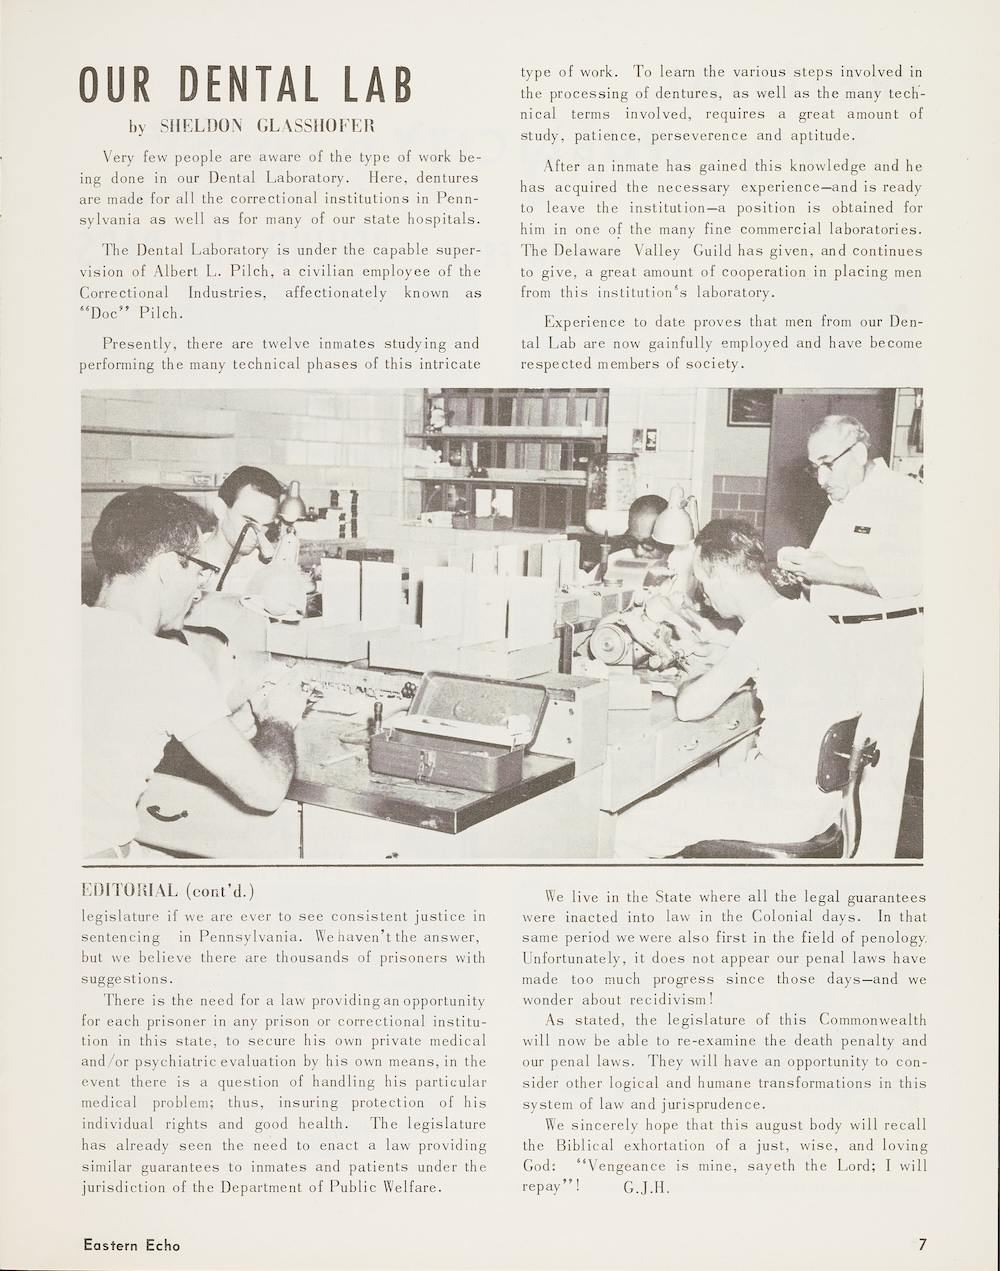 OUR DENTAL LAB
by SHELDON GLASSHOFER
Very few people are aware of the type of work be-
ing done in our Dental Laboratory. Here, dentures
are made for all the correctional institutions in Penn-
sylvania as well as for many of our state hospitals.
The Dental Laboratory is under the capable super-
vision of Albert L. Pilch, a civilian employee of the
Correctional Industries, affectionately known as
“Doc” Pilch.
Presently, there are twelve inmates studying and
performing the many technical phases of this intricate
type of work. To learn the various steps involved in
the processing of dentures, as well as the many tech-
nical terms involved, requires a great amount of
study, patience, perseverence and aptitude.
After an inmate has gained this knowledge and he
has acquired the necessary experience—and is ready
to leave the institution—a position is obtained for
him in one of the many fine commercial laboratories.
The Delaware Valley Guild has given, and continues
to give, a great amount of cooperation in placing men
from this institution‘s laboratory.
Experience to date proves that men from our Den-
tal Lab are now gainfully employed and have become
respected members of society.
EDITORIAL (cont’d.)
legislature if we are ever to see consistent justice in
sentencing in Pennsylvania. We haven’t the answer,
but we believe there are thousands of prisoners with
suggestions.
There is the need for a law providing an opportunity
for each prisoner in any prison or correctional institu-
tion in this state, to secure his own private medical
and/or psychiatric evaluation by his own means, in the
event there is a question of handling his particular
medical problem; thus, insuring protection of his
individual rights and good health. The legislature
has already seen the need to enact a law providing
similar guarantees to inmates and patients under the
jurisdiction of the Department of Public Welfare.
We live in the State where all the legal guarantees
were inacted into law in the Colonial days. In that
same period we were also first in the field of penology.
Unfortunately, it does not appear our penal laws have
made too much progress since those days—and we
wonder about recidivism!
As stated, the legislature of this Commonwealth
will now be able to re-examine the death penalty and
our penal laws. They will have an opportunity to con-
sider other logical and humane transformations in this
system of law and jurisprudence.
We sincerely hope that this august body will recall
the Biblical exhortation of a just, wise, and loving
God: “Vengeance is mine, sayeth the Lord; I will
repay”! G.J.H.
Eastern Echo
7